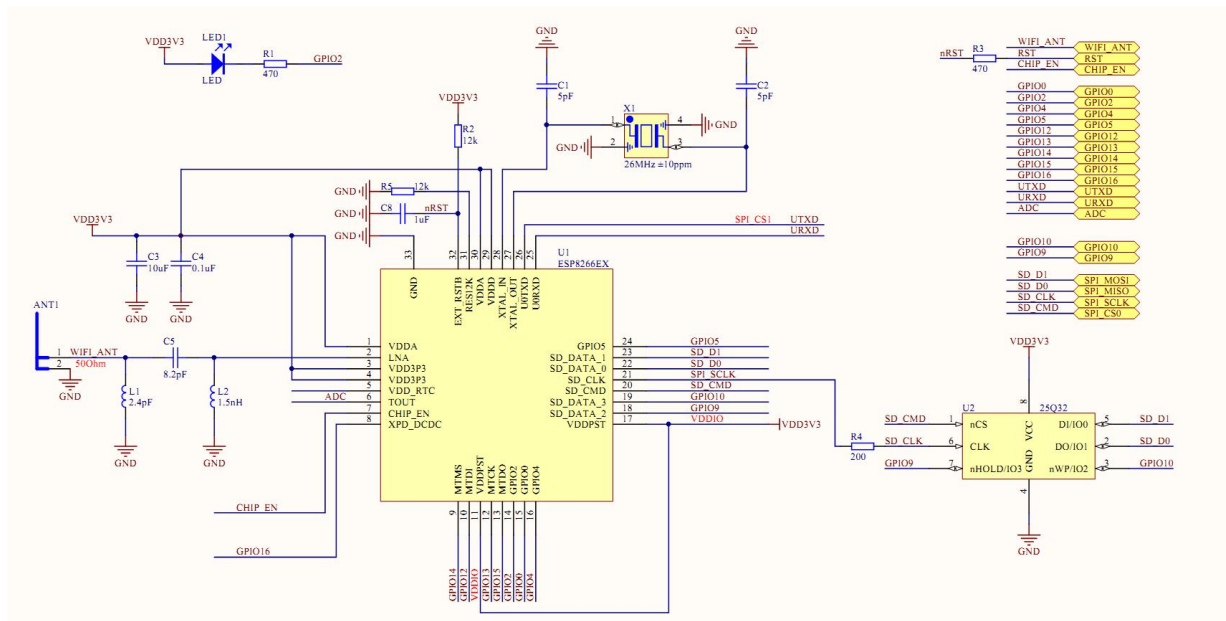 VDD3V3
LED1
LED
R1
470
GPIO2
GND
C1
5pF
GND
C2
5pF
X1
1
2
4
3
GND
GND
26MHz ±10ppm
nRST
R3
470
WIFI_ANT WIFI_ANT
RST RST
CHIP_EN CHIP_EN
GPIO0 GPIO0
GPIO2 GPIO2
GPIO4 GPIO4
GPIO5 GPIO5
GPIO12 GPIO12
GPIO13 GPIO13
GPIO14 GPIO14
GPIO15 GPIO15
GPIO16 GPIO16
UTXD UTXD
URXD URXD
ADC ADC
GPIO10 GPIO10
GPIO9 GPIO9
SD_D1 SPI_MOSI
SD_D0 SPI_MISO
SD_CLK SPI_SCLK
SD_CMD SPI_CS0
VDD3V3
R2
12k
GND R5 12k
GND C8 nRST
1uF
GND
VDD3V3
C3
10uF
C4
0.1uF
GND
GND
SPI_CS1 UTXD
URXD
U1
ESP8266EX
33 32 31 30 29 28 27 26 25
GND EXT_RSTB RES12K VDDA VDDD XTAL_IN XTAL_OUT U0TXD U0RXD
ANT1
1 WIFI_ANT
2 50Ohm
GND
C5
8.2pF
L1
2.4pF
GND
L2
1.5nH
GND
1 VDDA
2 LNA
3 VDD3P3
4 VDD3P3
5 VDD_RTC
ADC 6 TOUT
7 CHIP_EN
8 XPD_DCDC
GPIO5 24 GPIO5
SD_DATA_1 23 SD_D1
SD_DATA_0 22 SD_D0
SD_CLK 21 SPI_SCLK
SD_CMD 20 SD_CMD
SD_DATA_3 19 GPIO10
SD_DATA_2 18 GPIO9
VDDPST 17 VDDIO
VDD3V3
MTMS MTDI VDDPST MTCK MTDO GPIO2 GPIO0 GPIO4
9 10 11 12 13 14 15 16
GPIO14 GPIO12 VDDIO GPIO13 GPIO15 GPIO2 GPIO0 GPIO4
CHIP_EN
GPIO16
R4
200
VDD3V3
8
U2
25Q32
SD_CMD 1 nCS
SD_CLK 6 CLK
GPIO9 7 nHOLD/IO3
VCC
GND
DI/IO0 5 SD_D1
DO/IO1 2 SD_D0
nWP/IO2 3 GPIO10
4
GND